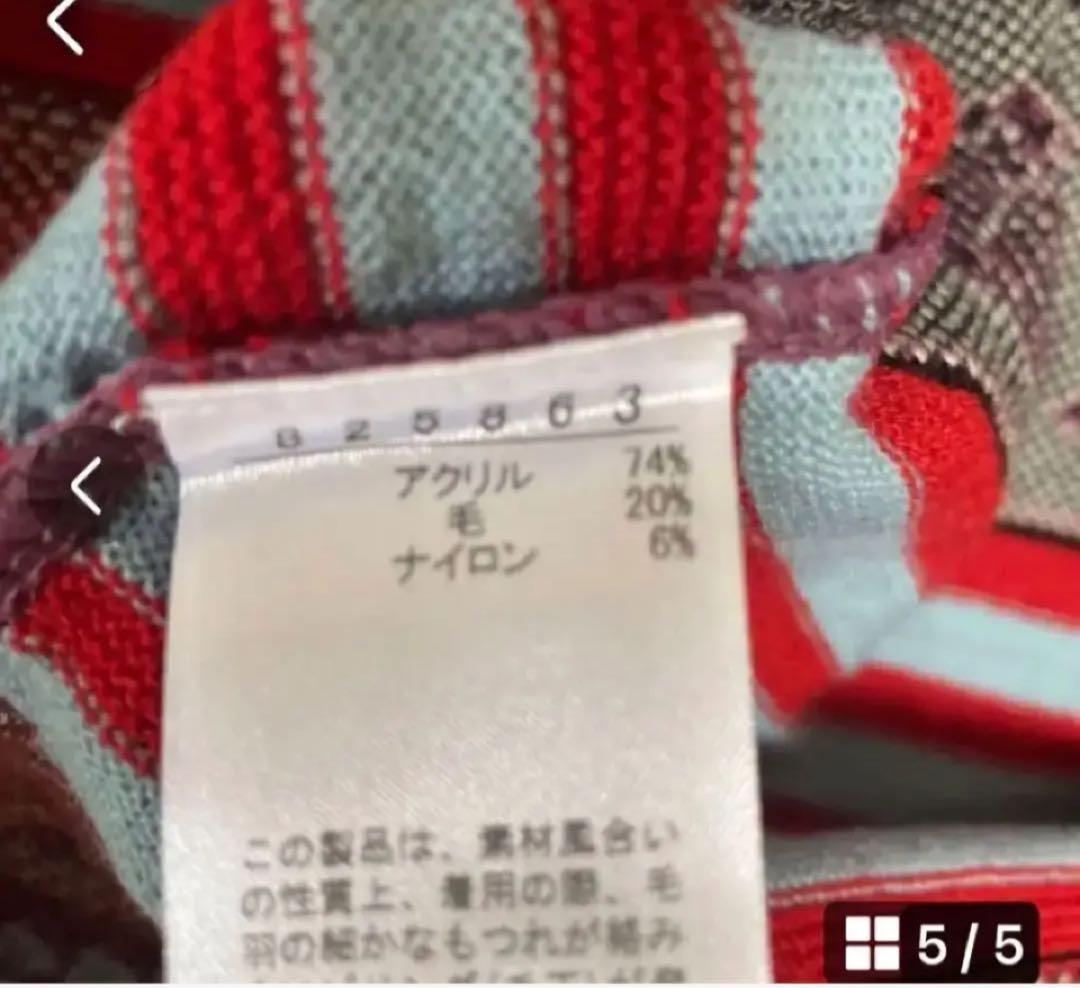 825863
アクリル 74%
毛 20%
ナイロン 6%
この製品は、素材風合い
の性質上、着用の際、毛
羽の細かなもつれが絡み
5 / 5